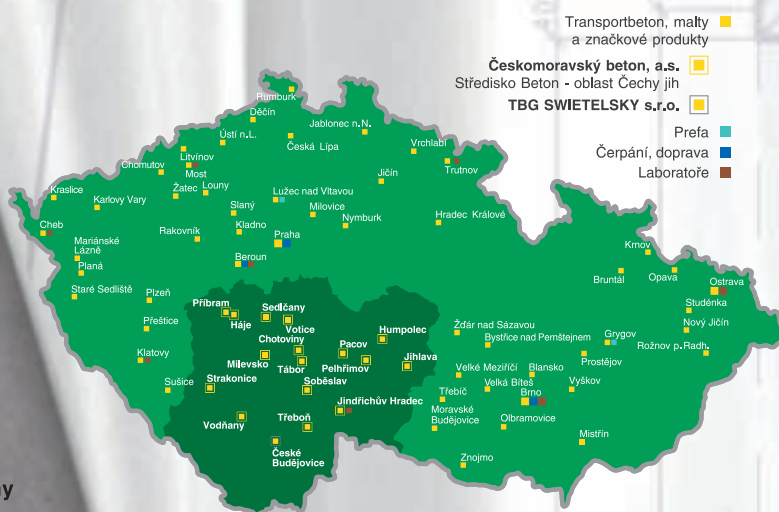 Transportbeton, malty
a značkové produkty
Českomoravský beton, a.s.
Středisko Beton - oblast Čechy jih
TBG SWIETELSKY s.r.o.
Prefa
Čerpání, doprava
Laboratoře
Rumburk
Děčín
Jablonec n.N.
Ústí n.L.
Česká Lípa
Vrchlabí
Litvínov
Trutnov
Chomutov
Most
Jičín
Kraslice
Žatec
Louny
Lužec nad Vltavou
Karlovy Vary
Slaný
Milovice
Nymburk
Hradec Králové
Cheb
Rakovník
Kladno
Praha
Mariánské
Lázně
Krnov
Planá
Beroun
Bruntál
Opava
Ostrava
Staré Sedliště
Plzeň
Příbram
Sedlčany
Studénka
Háje
Votice
Přeštice
Chotoviny
Pacov
Humpolec
Žďár nad Sázavou
Grygov
Nový Jičín
Bystřice nad Pernštejnem
Rožnov p.Radh.
Klatovy
Milevsko
Tábor
Pelhřimov
Jihlava
Prostějov
Velké Meziříčí
Blansko
Sušice
Strakonice
Soběslav
Velká Bíteš
Vyškov
Třebíč
Brno
Jindřichův Hradec
Moravské
Budějovice
Olbramovice
Vodňany
Třeboň
Mistřín
České
Budějovice
Znojmo
ny